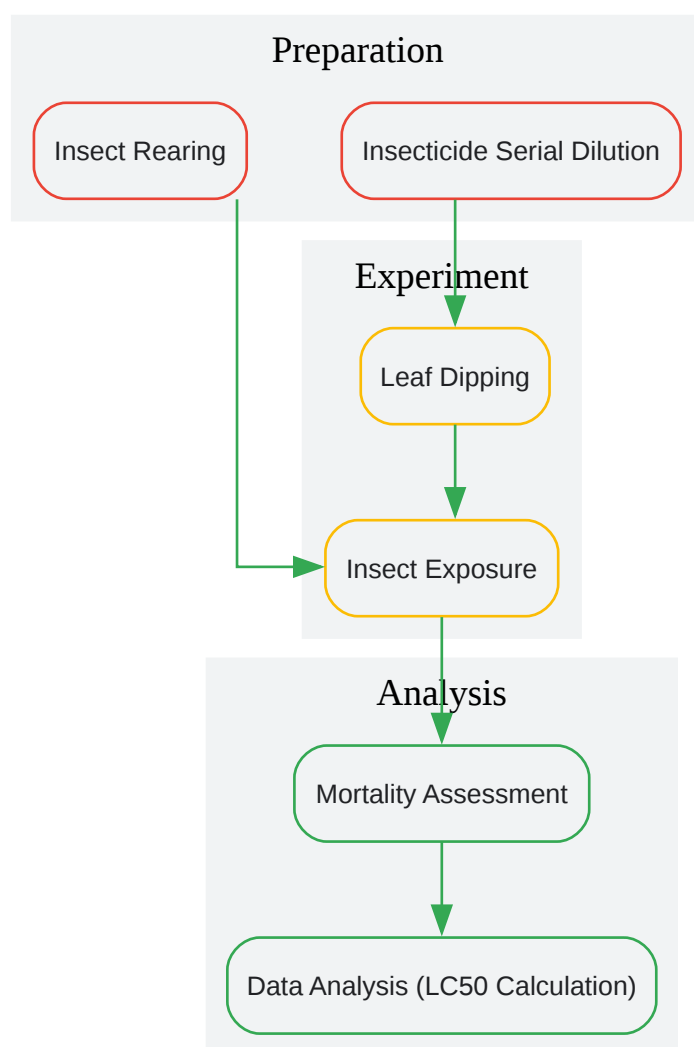 Preparation
Insect Rearing
Insecticide Serial Dilution
Experiment
Leaf Dipping
Insect Exposure
Analysis
Mortality Assessment
Data Analysis (LC50 Calculation)